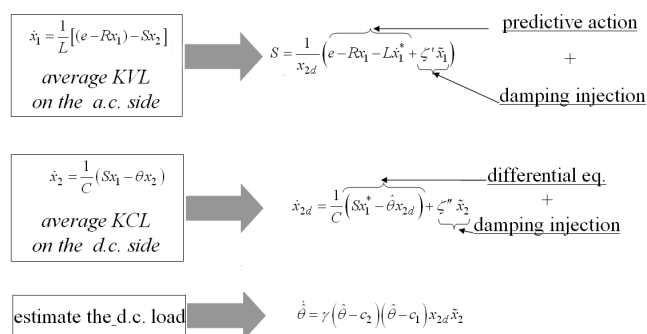 ẋ₁ = 1/L [(e − Rx₁) − Sx₂]
average KVL
on the a.c. side
S = 1/x₂d (e − Rx₁ − Lẋ₁* + ζ′x̃₁)
predictive action
+
damping injection
ẋ₂ = 1/C (Sx₁ − θx₂)
average KCL
on the d.c. side
ẋ₂d = 1/C (Sx₁* − θ̂x₂d) + ζ″ x̃₂
differential eq.
+
damping injection
estimate the d.c. load
θ̂̇ = γ(θ̂ − c₂)(θ̂ − c₁)x₂d x̃₂